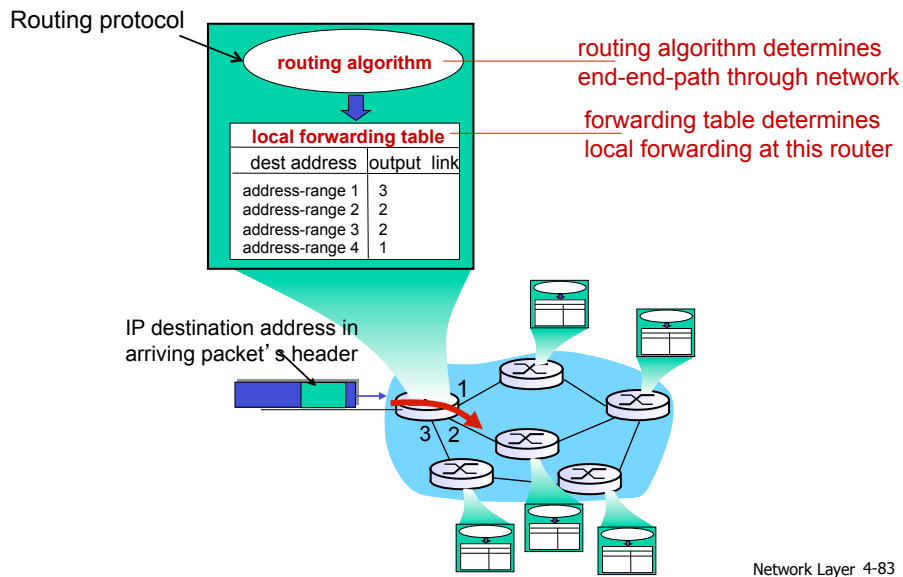 Routing protocol
routing algorithm
routing algorithm determines
end-end-path through network
forwarding table determines
local forwarding at this router
local forwarding table
dest address output link
address-range 1 3
address-range 2 2
address-range 3 2
address-range 4 1
IP destination address in
arriving packet’s header
1
3 2
Network Layer 4-83